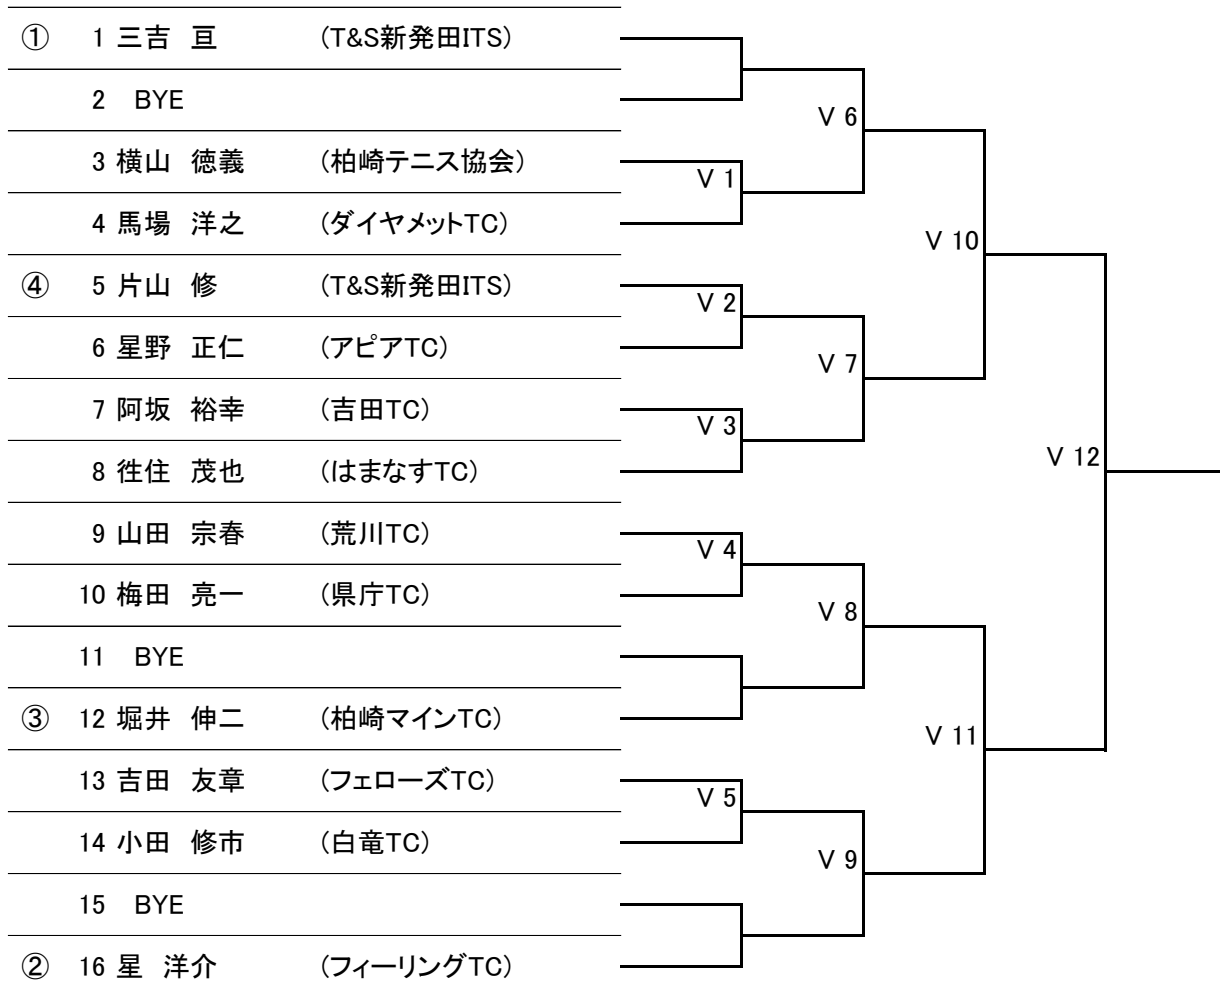 ① 1 三吉 亘 (T&S新発田ITS)
2 BYE
V 6
3 横山 徳義 (柏崎テニス協会)
V 1
4 馬場 洋之 (ダイヤメットTC)
V 10
④ 5 片山 修 (T&S新発田ITS)
V 2
6 星野 正仁 (アピアTC)
V 7
7 阿坂 裕幸 (吉田TC)
V 3
8 徃住 茂也 (はまなすTC)
V 12
9 山田 宗春 (荒川TC)
V 4
10 梅田 亮一 (県庁TC)
V 8
11 BYE
③ 12 堀井 伸二 (柏崎マインTC)
V 11
13 吉田 友章 (フェローズTC)
V 5
14 小田 修市 (白竜TC)
V 9
15 BYE
② 16 星 洋介 (フィーリングTC)